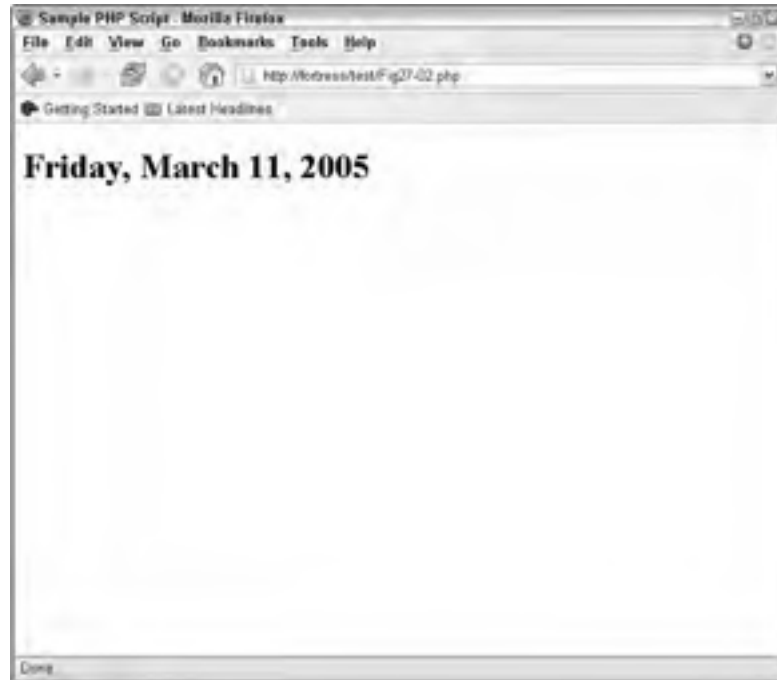 Sample PHP Script - Mozilla Firefox
File Edit View Go Bookmarks Tools Help
http://fortress/test/Fig27-02.php
Getting Started Latest Headlines
Friday, March 11, 2005
Done